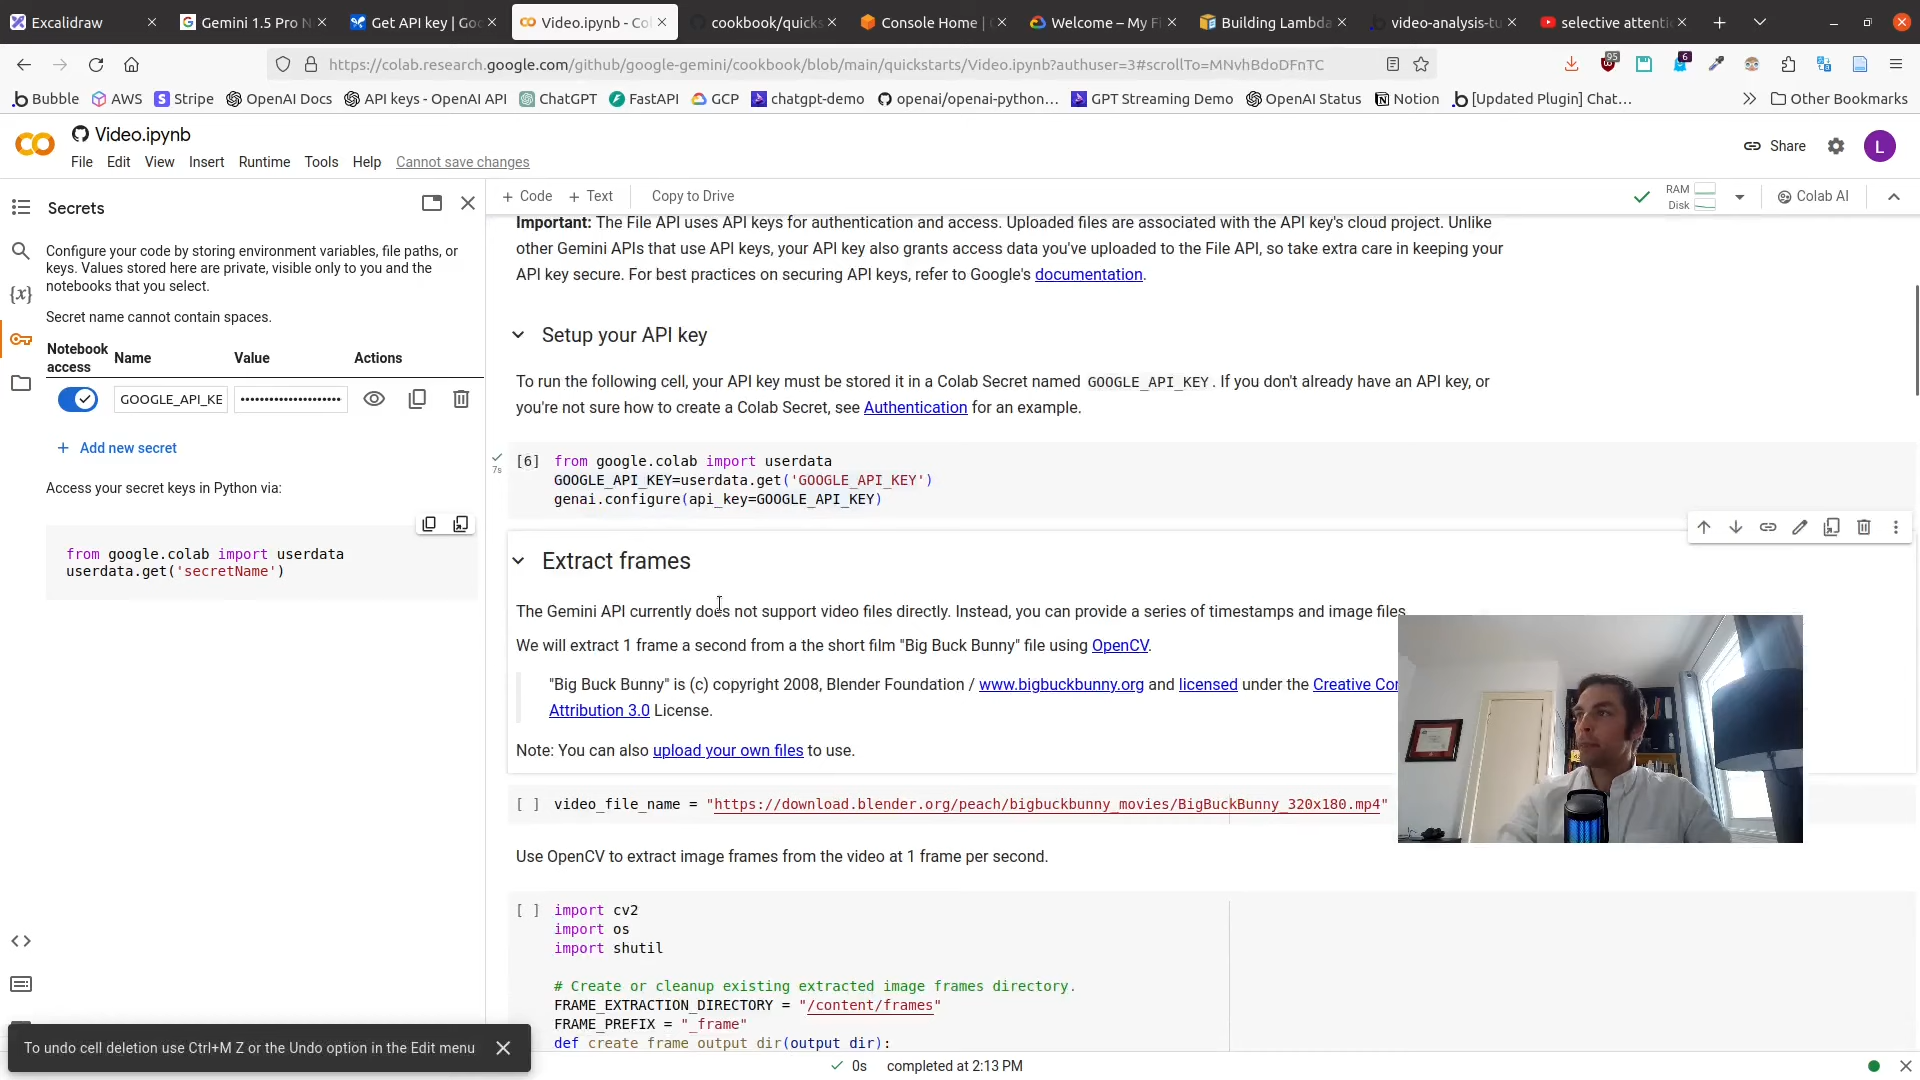 Excalidraw
Gemini 1.5 Pro N
Get API key | Goo
Video.ipynb - Col
cookbook/quicks
Console Home |
Welcome – My Fi
Building Lambda
video-analysis-tu
selective attenti
https://colab.research.google.com/github/google-gemini/cookbook/blob/main/quickstarts/Video.ipynb?authuser=3#scrollTo=MNvhBdoDFnTC
95
6
Bubble
AWS
Stripe
OpenAI Docs
API keys - OpenAI API
ChatGPT
FastAPI
GCP
chatgpt-demo
openai/openai-python…
GPT Streaming Demo
OpenAI Status
Notion
[Updated Plugin] Chat…
Other Bookmarks
Video.ipynb
File Edit View Insert Runtime Tools Help Cannot save changes
Share
L
Secrets
+ Code + Text Copy to Drive
RAM
Disk
Colab AI
Configure your code by storing environment variables, file paths, or
keys. Values stored here are private, visible only to you and the
notebooks that you select.
Secret name cannot contain spaces.
Notebook
access
Name
Value
Actions
GOOGLE_API_KE
••••••••••••••••••••
+ Add new secret
Access your secret keys in Python via:
from google.colab import userdata
userdata.get('secretName')
Important: The File API uses API keys for authentication and access. Uploaded files are associated with the API key's cloud project. Unlike
other Gemini APIs that use API keys, your API key also grants access data you've uploaded to the File API, so take extra care in keeping your
API key secure. For best practices on securing API keys, refer to Google's documentation.
Setup your API key
To run the following cell, your API key must be stored it in a Colab Secret named GOOGLE_API_KEY. If you don't already have an API key, or
you're not sure how to create a Colab Secret, see Authentication for an example.
7s
[6]
from google.colab import userdata
GOOGLE_API_KEY=userdata.get('GOOGLE_API_KEY')
genai.configure(api_key=GOOGLE_API_KEY)
Extract frames
The Gemini API currently does not support video files directly. Instead, you can provide a series of timestamps and image files.
We will extract 1 frame a second from a the short film "Big Buck Bunny" file using OpenCV.
"Big Buck Bunny" is (c) copyright 2008, Blender Foundation / www.bigbuckbunny.org and licensed under the Creative Co
Attribution 3.0 License.
Note: You can also upload your own files to use.
[ ] video_file_name = "https://download.blender.org/peach/bigbuckbunny_movies/BigBuckBunny_320x180.mp4"
Use OpenCV to extract image frames from the video at 1 frame per second.
[ ] import cv2
import os
import shutil
# Create or cleanup existing extracted image frames directory.
FRAME_EXTRACTION_DIRECTORY = "/content/frames"
FRAME_PREFIX = "_frame"
def create_frame_output_dir(output_dir):
To undo cell deletion use Ctrl+M Z or the Undo option in the Edit menu
0s completed at 2:13 PM